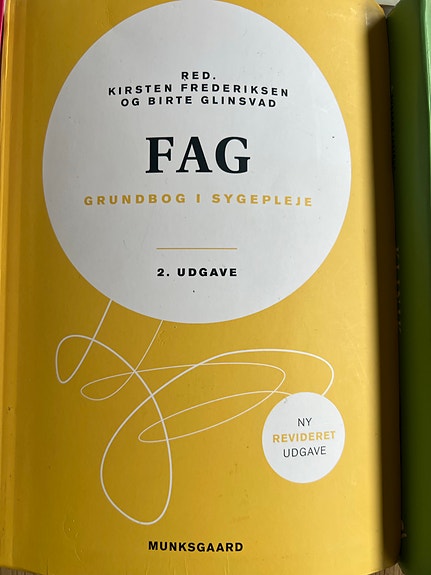 RED.
KIRSTEN FREDERIKSEN
OG BIRTE GLINSVAD
FAG
GRUNDBOG I SYGEPLEJE
2. UDGAVE
NY
REVIDERET
UDGAVE
MUNKSGAARD